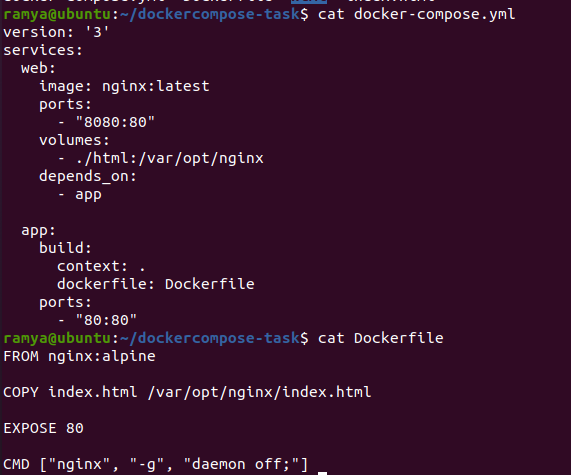 ramya@ubuntu:~/dockercompose-task$ cat docker-compose.yml
version: '3'
services:
  web:
    image: nginx:latest
    ports:
      - "8080:80"
    volumes:
      - ./html:/var/opt/nginx
    depends_on:
      - app

  app:
    build:
      context: .
      dockerfile: Dockerfile
    ports:
      - "80:80"
ramya@ubuntu:~/dockercompose-task$ cat Dockerfile
FROM nginx:alpine

COPY index.html /var/opt/nginx/index.html

EXPOSE 80

CMD ["nginx", "-g", "daemon off;"]